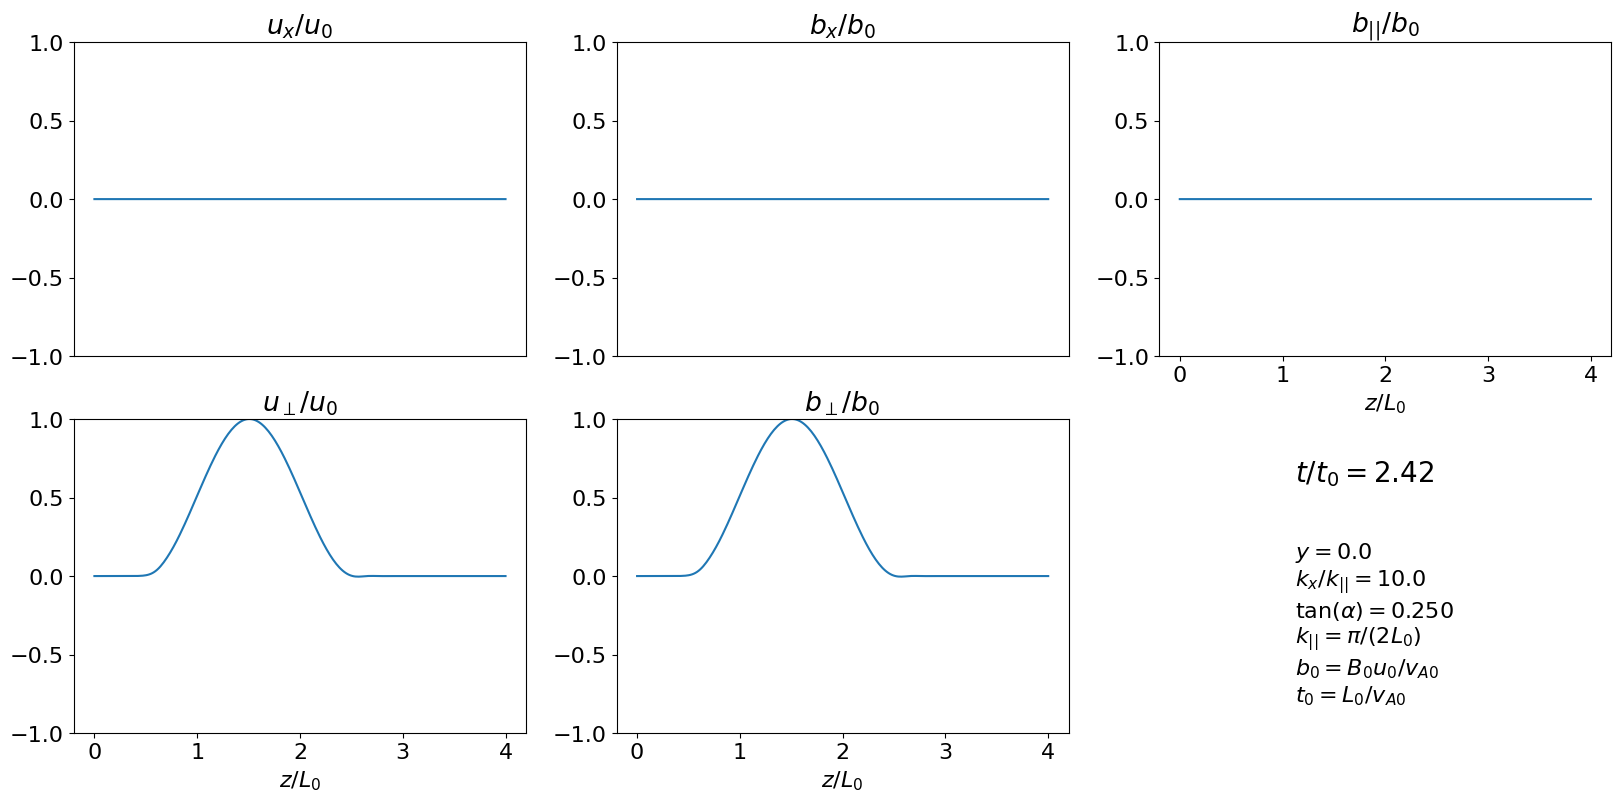 u_x/u_0
1.0
0.5
0.0
−0.5
−1.0
b_x/b_0
1.0
0.5
0.0
−0.5
−1.0
b_{||}/b_0
1.0
0.5
0.0
−0.5
−1.0
0 1 2 3 4
z/L_0
u_⊥/u_0
1.0
0.5
0.0
−0.5
−1.0
0 1 2 3 4
z/L_0
b_⊥/b_0
1.0
0.5
0.0
−0.5
−1.0
0 1 2 3 4
z/L_0
t/t_0 = 2.42
y = 0.0
k_x/k_{||} = 10.0
tan(α) = 0.250
k_{||} = π/(2L_0)
b_0 = B_0u_0/v_{A0}
t_0 = L_0/v_{A0}